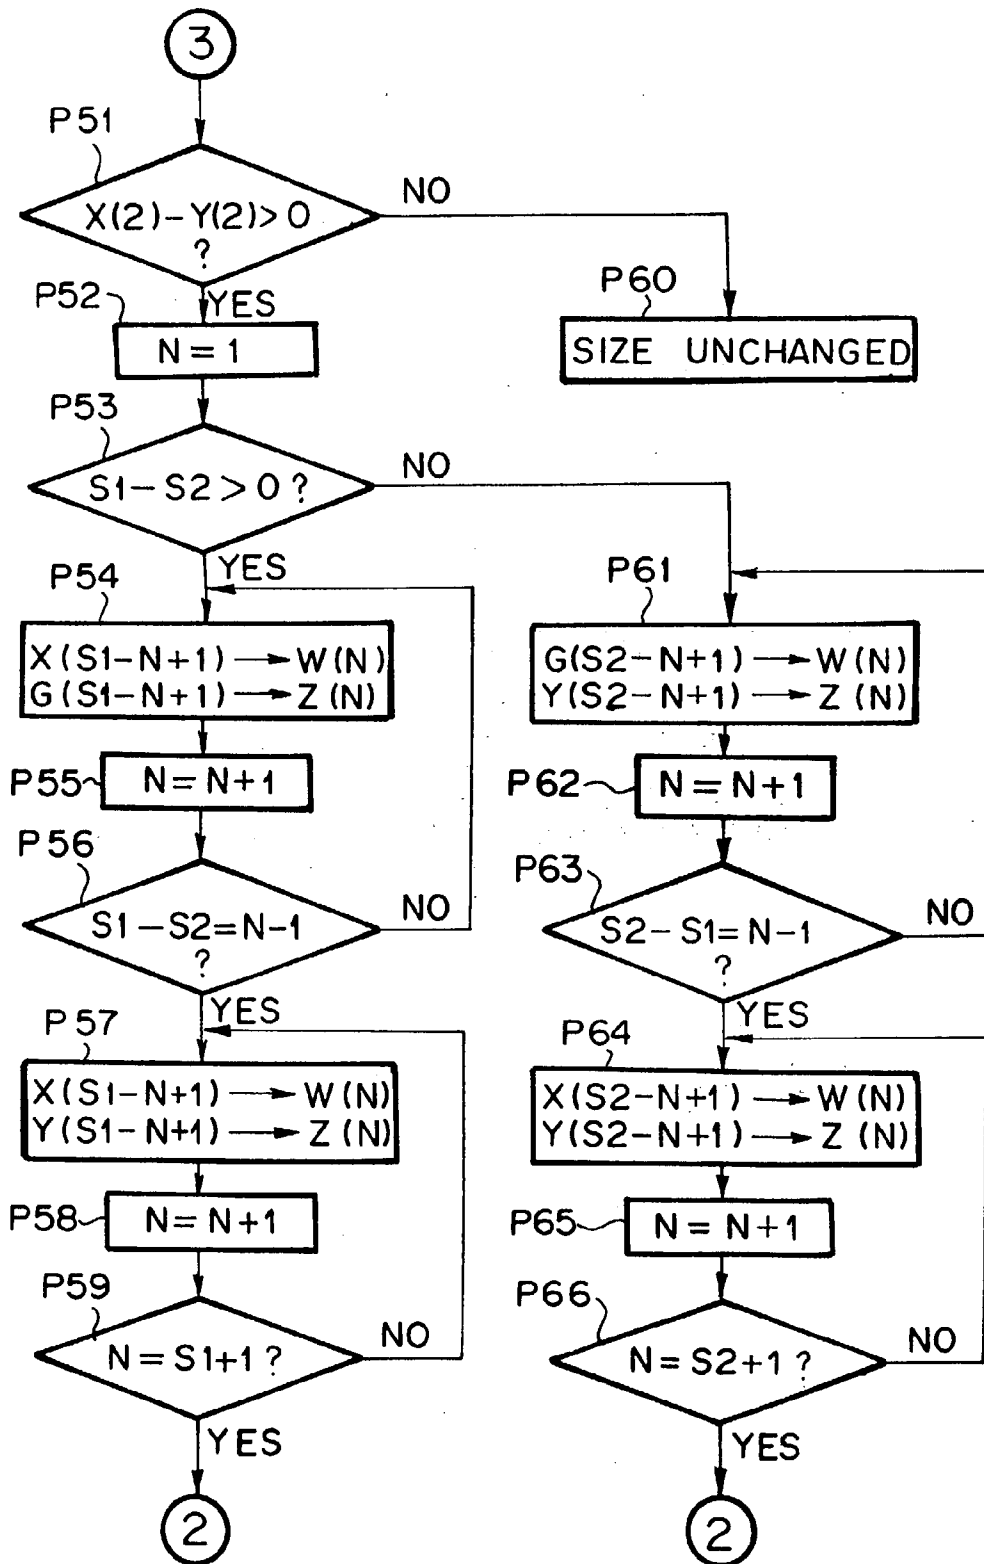 3
P51
X(2)-Y(2)>0
?
NO
YES
P52
N=1
P60
SIZE UNCHANGED
P53
S1-S2>0?
NO
YES
P54
X(S1-N+1)→W(N)
G(S1-N+1)→Z(N)
P55
N=N+1
P56
S1-S2=N-1
?
NO
YES
P57
X(S1-N+1)→W(N)
Y(S1-N+1)→Z(N)
P58
N=N+1
P59
N=S1+1?
NO
YES
2
P61
G(S2-N+1)→W(N)
Y(S2-N+1)→Z(N)
P62
N=N+1
P63
S2-S1=N-1
?
NO
YES
P64
X(S2-N+1)→W(N)
Y(S2-N+1)→Z(N)
P65
N=N+1
P66
N=S2+1?
NO
YES
2